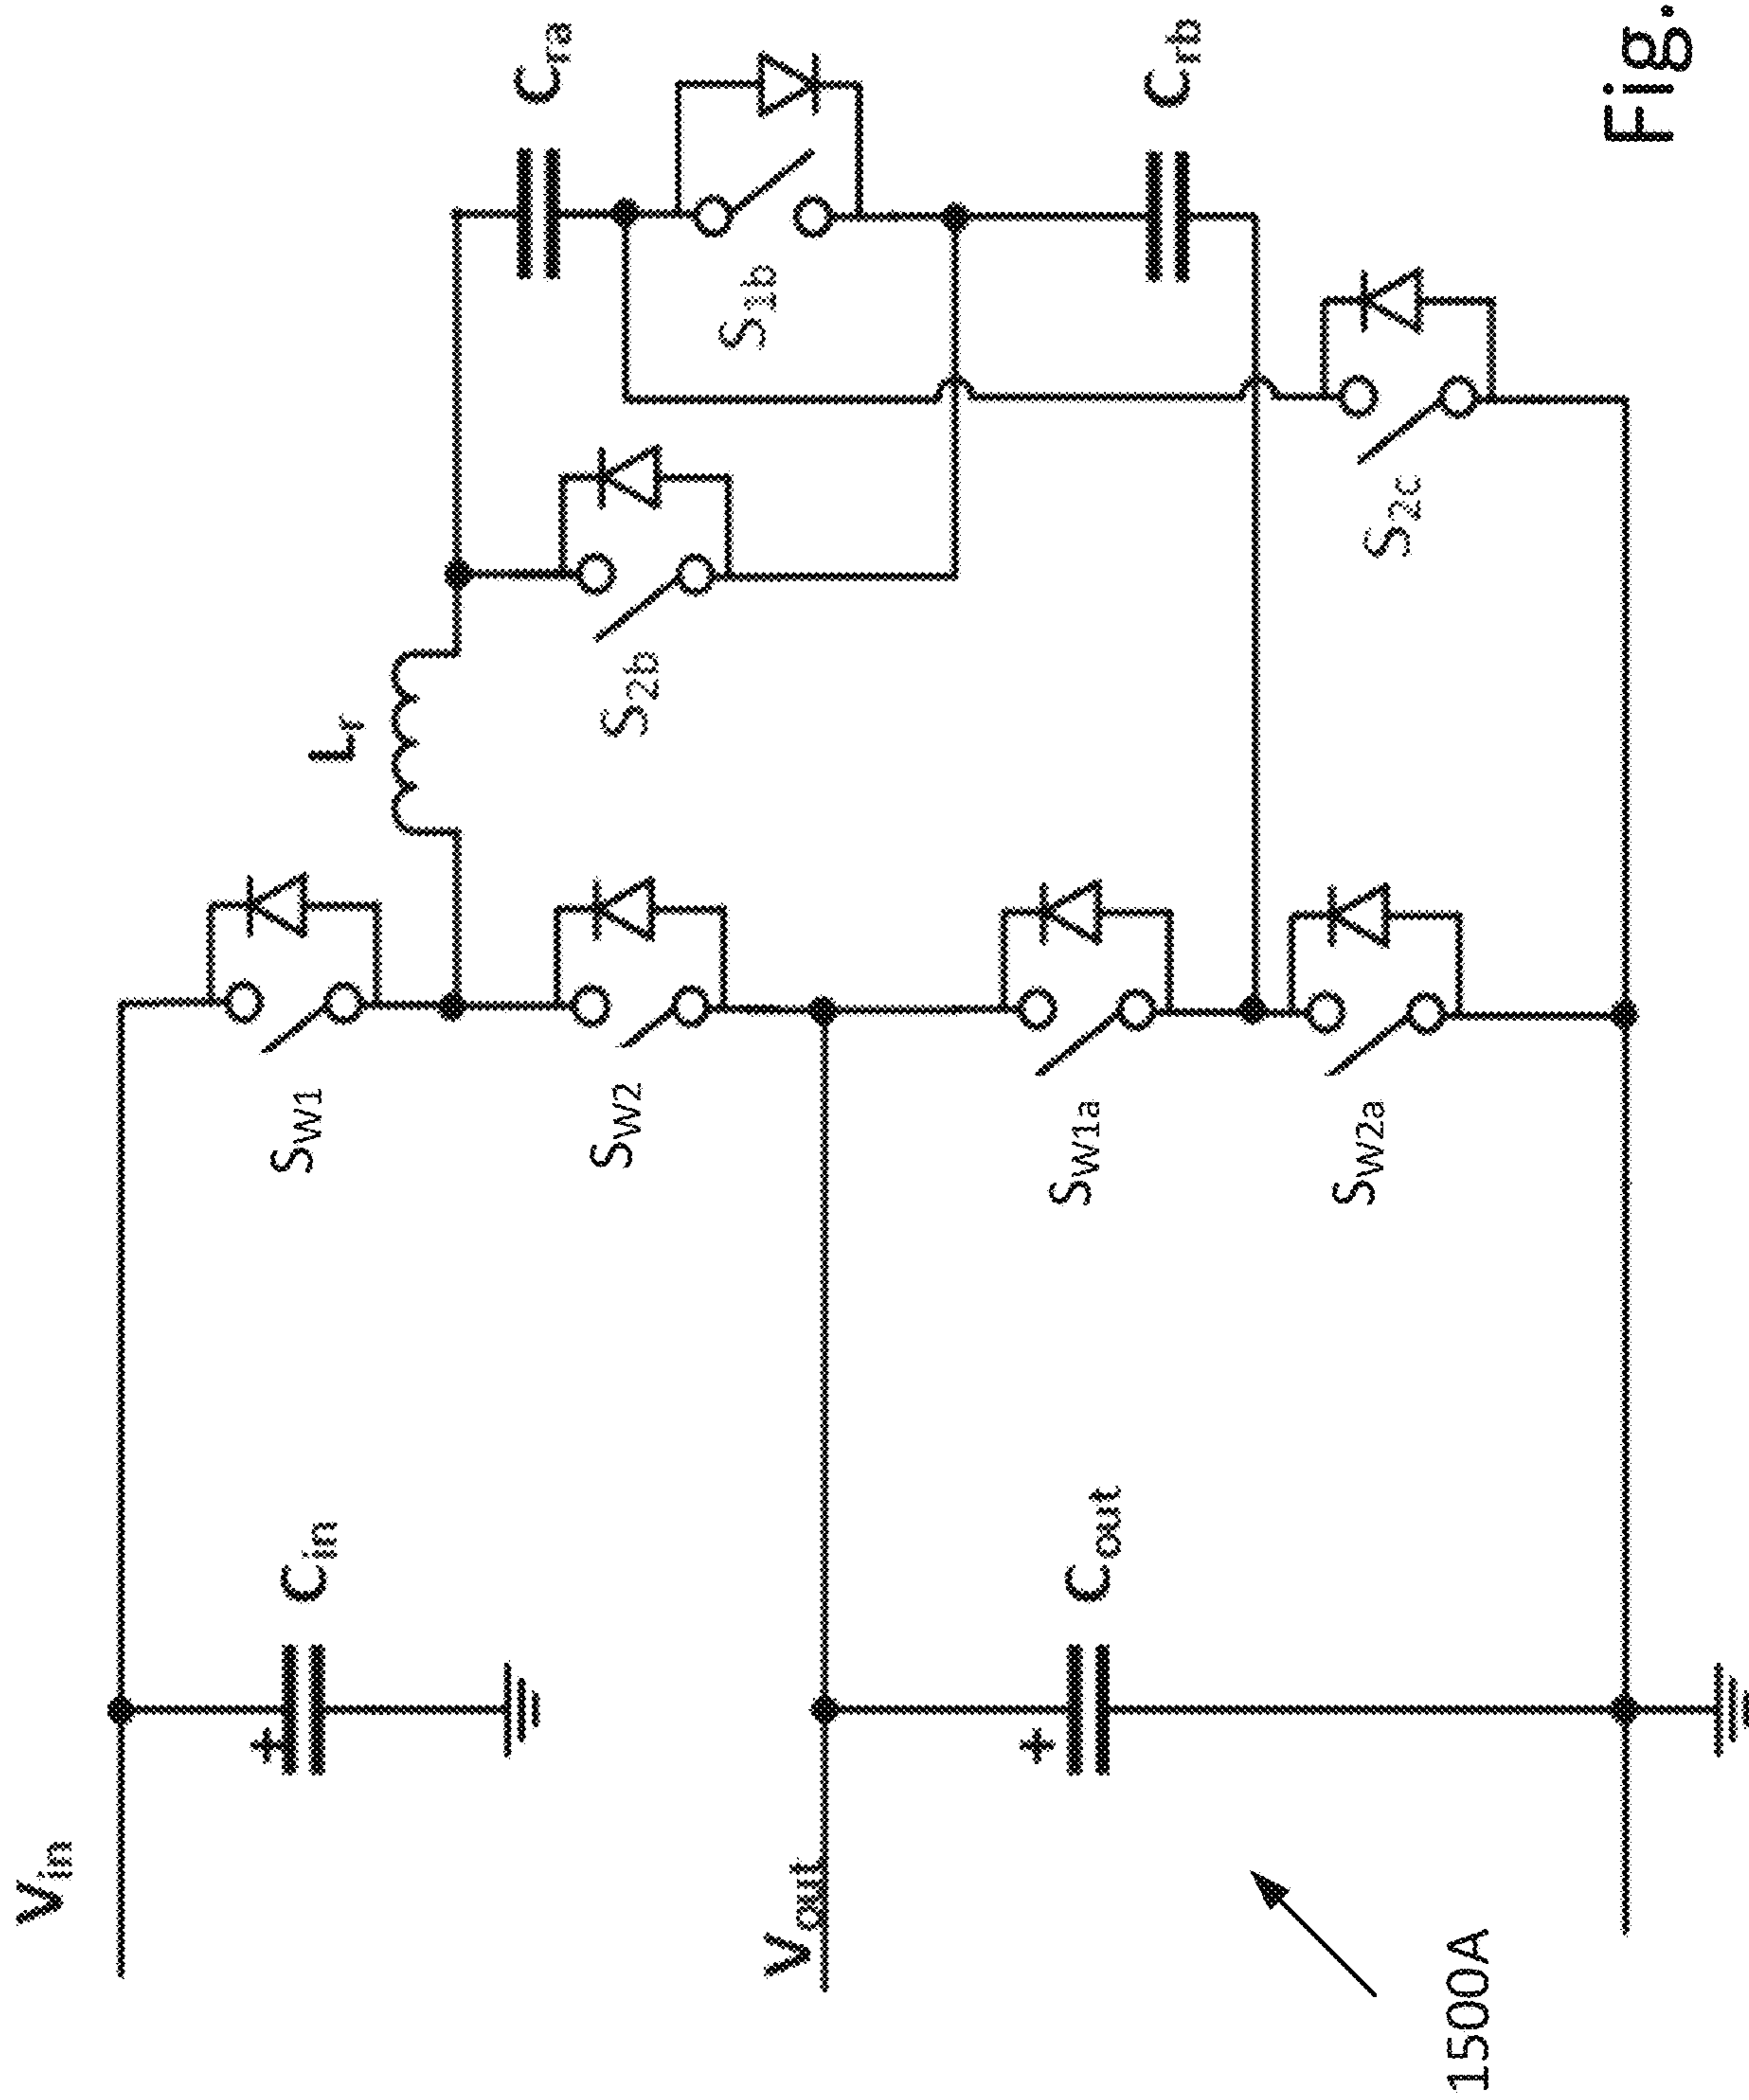 Vin
Cin
Vout
Cout
1500A
SW1
SW2
SW1a
SW2a
Lr
S2b
S1b
S2c
Cra
Crb
Fig.